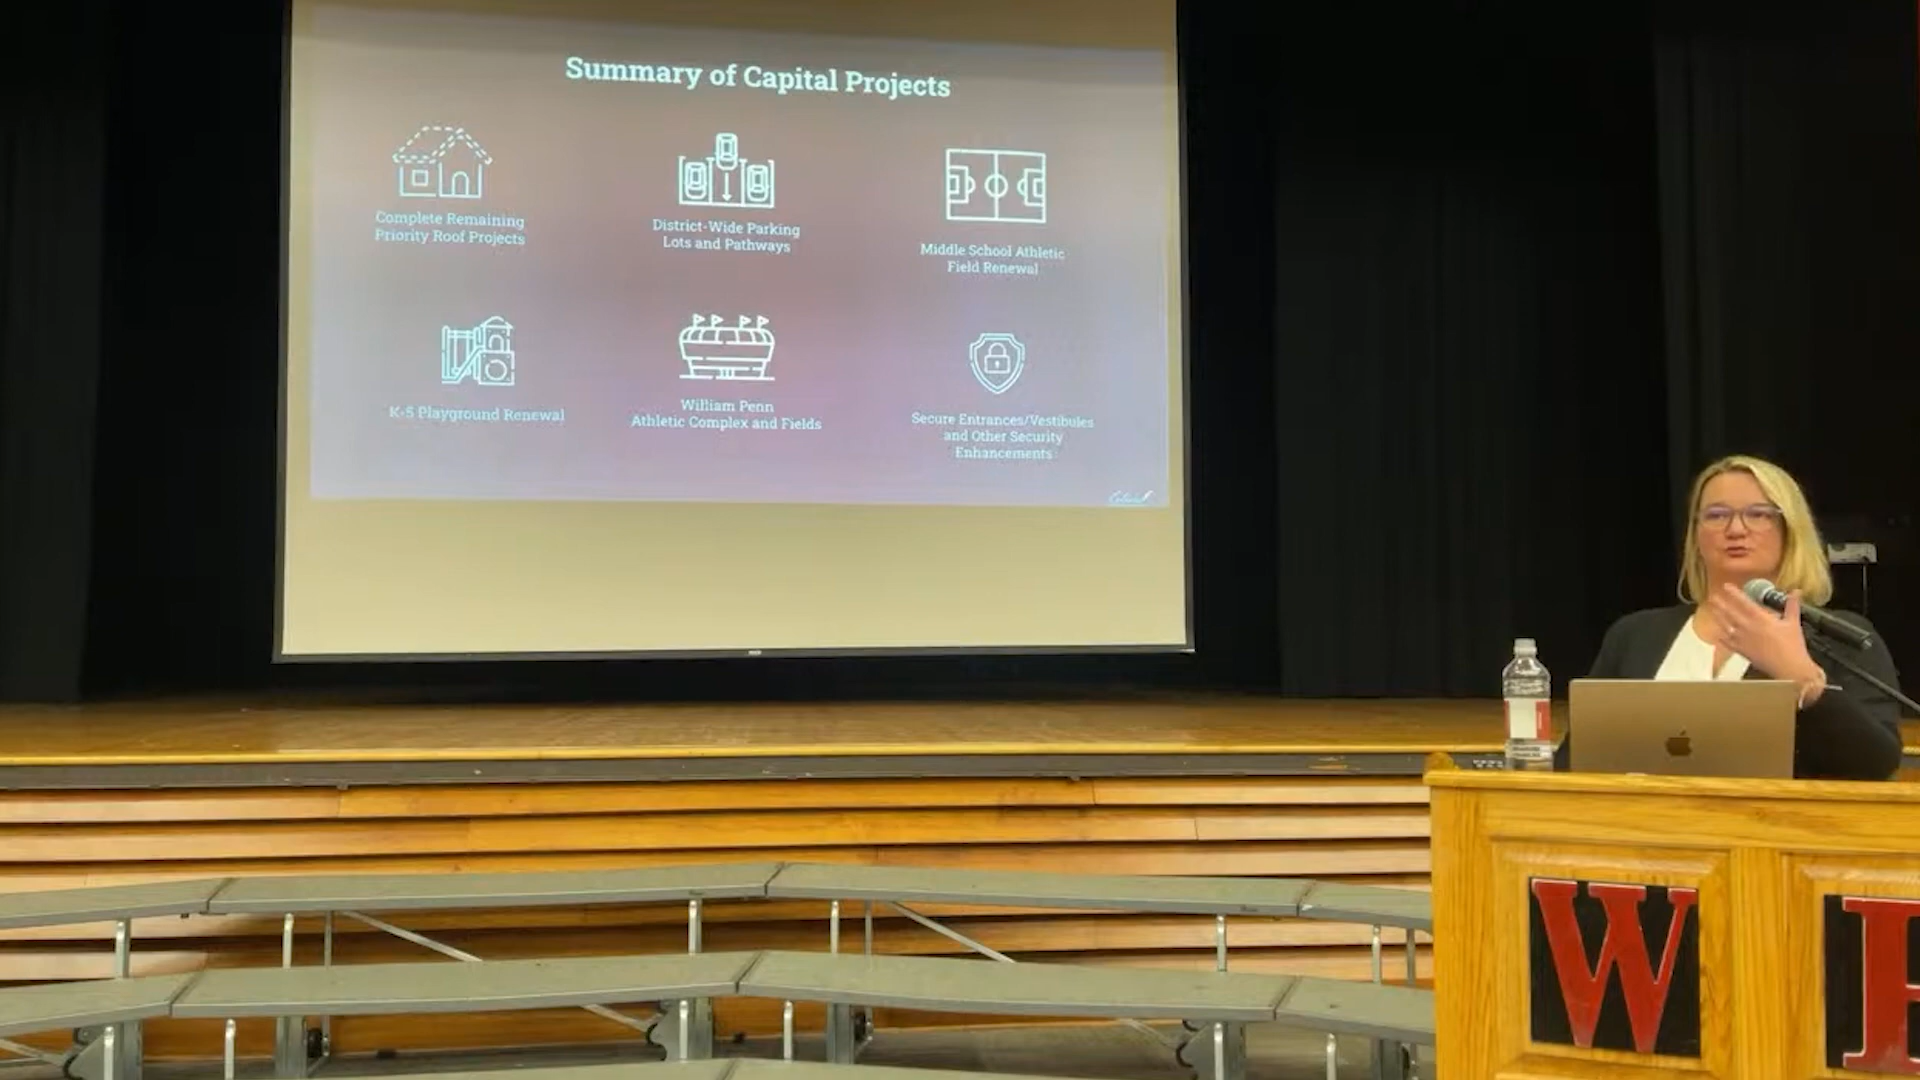 Summary of Capital Projects
Complete Remaining
Priority Roof Projects
District-Wide Parking
Lots and Pathways
Middle School Athletic
Field Renewal
K-5 Playground Renewal
William Penn
Athletic Complex and Fields
Secure Entrances/Vestibules
and Other Security
Enhancements
W